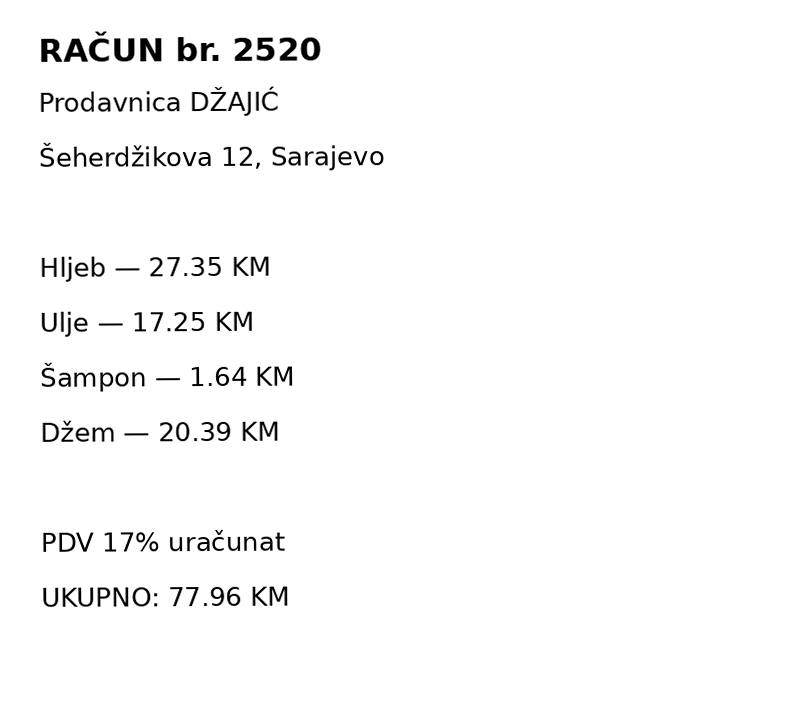 RAČUN br. 2520
Prodavnica DŽAJIĆ
Šeherdžikova 12, Sarajevo
Hljeb — 27.35 KM
Ulje — 17.25 KM
Šampon — 1.64 KM
Džem — 20.39 KM
PDV 17% uračunat
UKUPNO: 77.96 KM